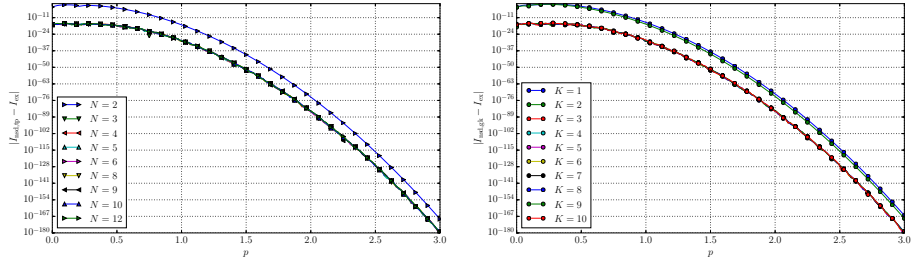 10^{-11}
10^{-24}
10^{-37}
10^{-50}
10^{-63}
10^{-76}
10^{-89}
10^{-102}
10^{-115}
10^{-128}
10^{-141}
10^{-154}
10^{-167}
10^{-180}
N = 2
N = 3
N = 4
N = 5
N = 6
N = 8
N = 9
N = 10
N = 12
0.0 0.5 1.0 1.5 2.0 2.5 3.0
p
10^{-11}
10^{-24}
10^{-37}
10^{-50}
10^{-63}
10^{-76}
10^{-89}
10^{-102}
10^{-115}
10^{-128}
10^{-141}
10^{-154}
10^{-167}
10^{-180}
K = 1
K = 2
K = 3
K = 4
K = 5
K = 6
K = 7
K = 8
K = 9
K = 10
0.0 0.5 1.0 1.5 2.0 2.5 3.0
p